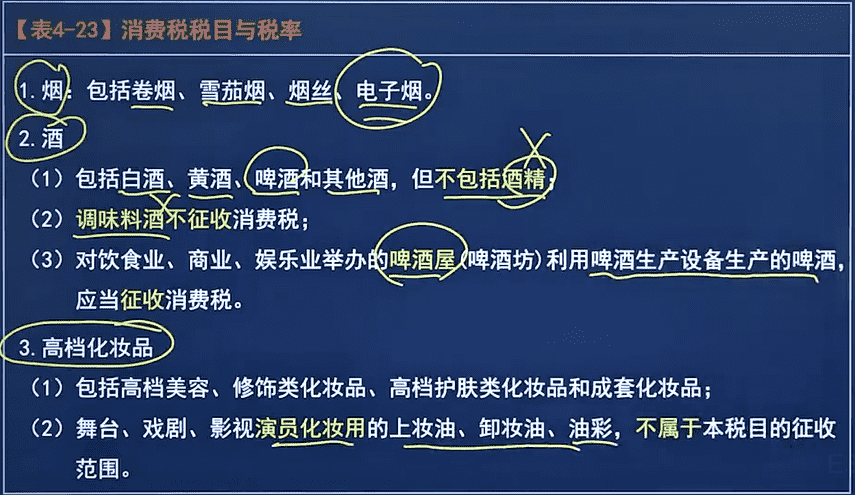 【表4-23】消费税税目与税率
1.烟：包括卷烟、雪茄烟、烟丝、电子烟。
2.酒
（1）包括白酒、黄酒、啤酒和其他酒，但不包括酒精；
（2）调味料酒不征收消费税；
（3）对饮食业、商业、娱乐业举办的啤酒屋(啤酒坊)利用啤酒生产设备生产的啤酒，
应当征收消费税。
3.高档化妆品
（1）包括高档美容、修饰类化妆品、高档护肤类化妆品和成套化妆品；
（2）舞台、戏剧、影视演员化妆用的上妆油、卸妆油、油彩，不属于本税目的征收
范围。